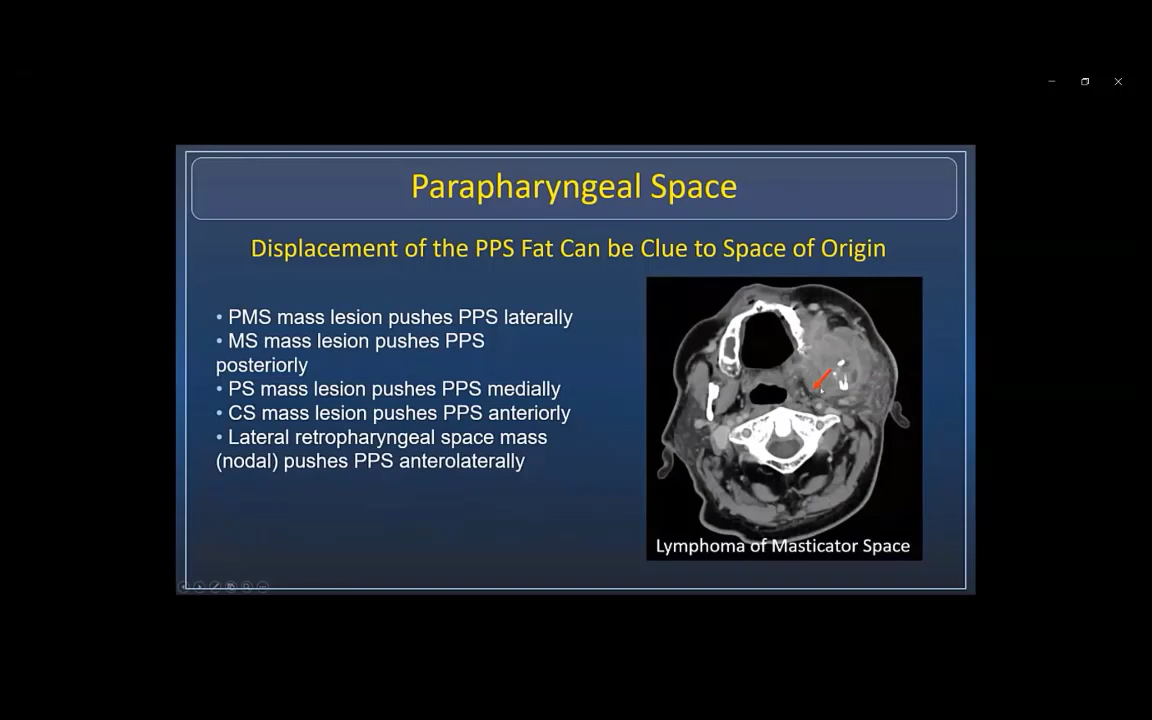 Parapharyngeal Space
Displacement of the PPS Fat Can be Clue to Space of Origin
• PMS mass lesion pushes PPS laterally
• MS mass lesion pushes PPS
posteriorly
• PS mass lesion pushes PPS medially
• CS mass lesion pushes PPS anteriorly
• Lateral retropharyngeal space mass
(nodal) pushes PPS anterolaterally
Lymphoma of Masticator Space